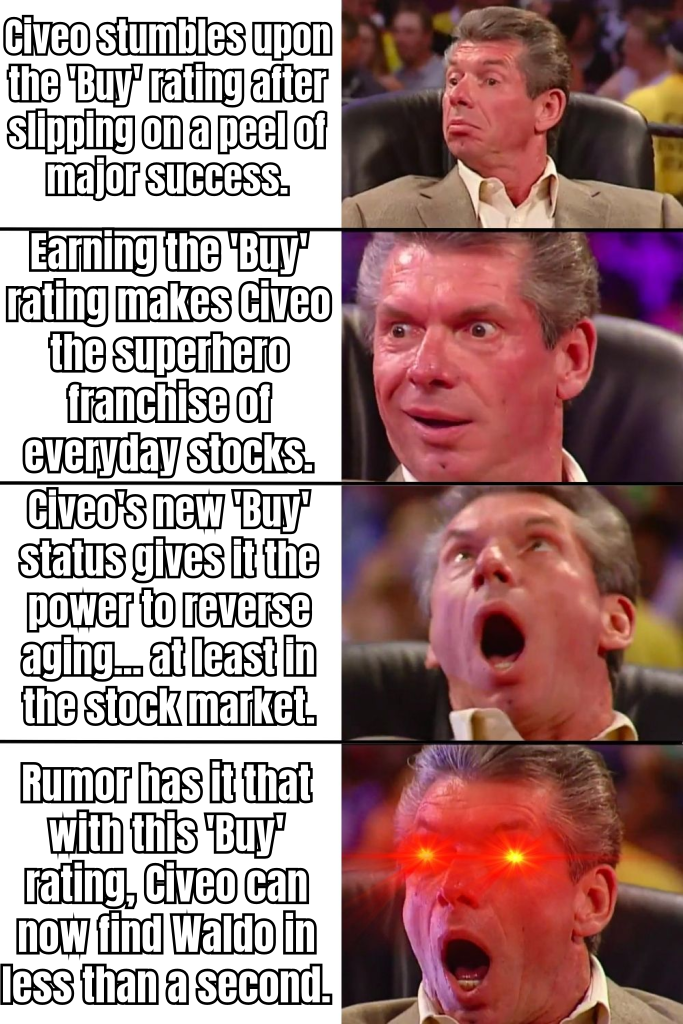 Civeo stumbles upon
the 'Buy' rating after
slipping on a peel of
major success.
Earning the 'Buy'
rating makes Civeo
the superhero
franchise of
everyday stocks.
Civeo's new 'Buy'
status gives it the
power to reverse
aging... at least in
the stock market.
Rumor has it that
with this 'Buy'
rating, Civeo can
now find Waldo in
less than a second.